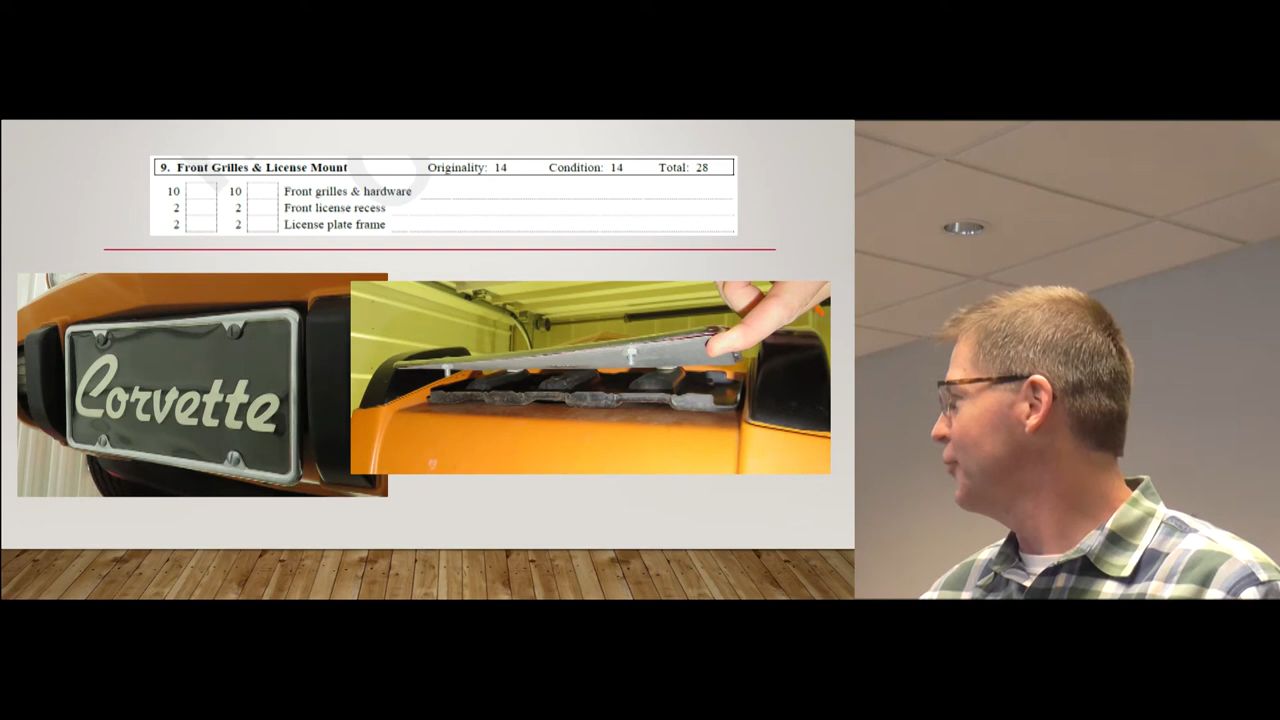 9. Front Grilles & License Mount Originality: 14 Condition: 14 Total: 28
10 10 Front grilles & hardware
2 2 Front license recess
2 2 License plate frame
Corvette